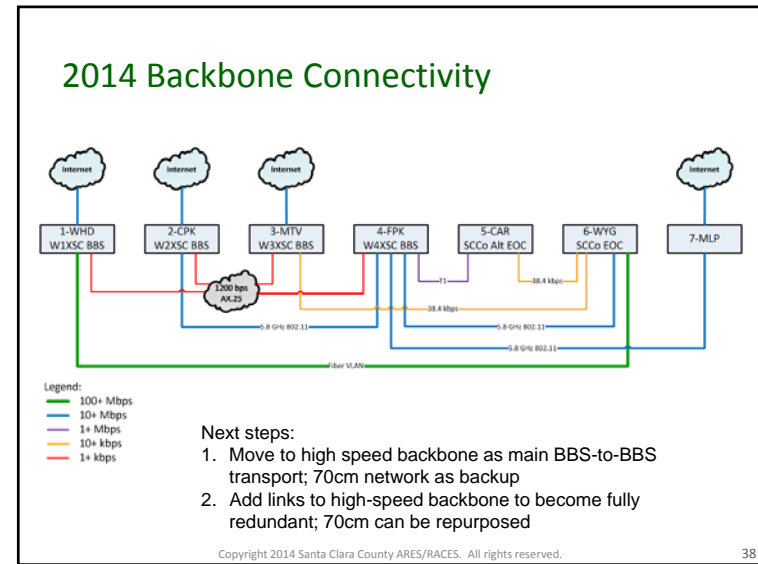 2014 Backbone Connectivity
Internet
Internet
Internet
Internet
1-WHD
W1XSC BBS
2-CPK
W2XSC BBS
3-MTV
W3XSC BBS
4-FPK
W4XSC BBS
5-CAR
SCCo Alt EOC
6-WYG
SCCo EOC
7-MLP
1200 bps
AX.25
T1
38.4 kbps
38.4 kbps
5.8 GHz 802.11
5.8 GHz 802.11
5.8 GHz 802.11
Fiber VLAN
Legend:
100+ Mbps
10+ Mbps
1+ Mbps
10+ kbps
1+ kbps
Next steps:
1. Move to high speed backbone as main BBS-to-BBS
transport; 70cm network as backup
2. Add links to high-speed backbone to become fully
redundant; 70cm can be repurposed
Copyright 2014 Santa Clara County ARES/RACES. All rights reserved.
38